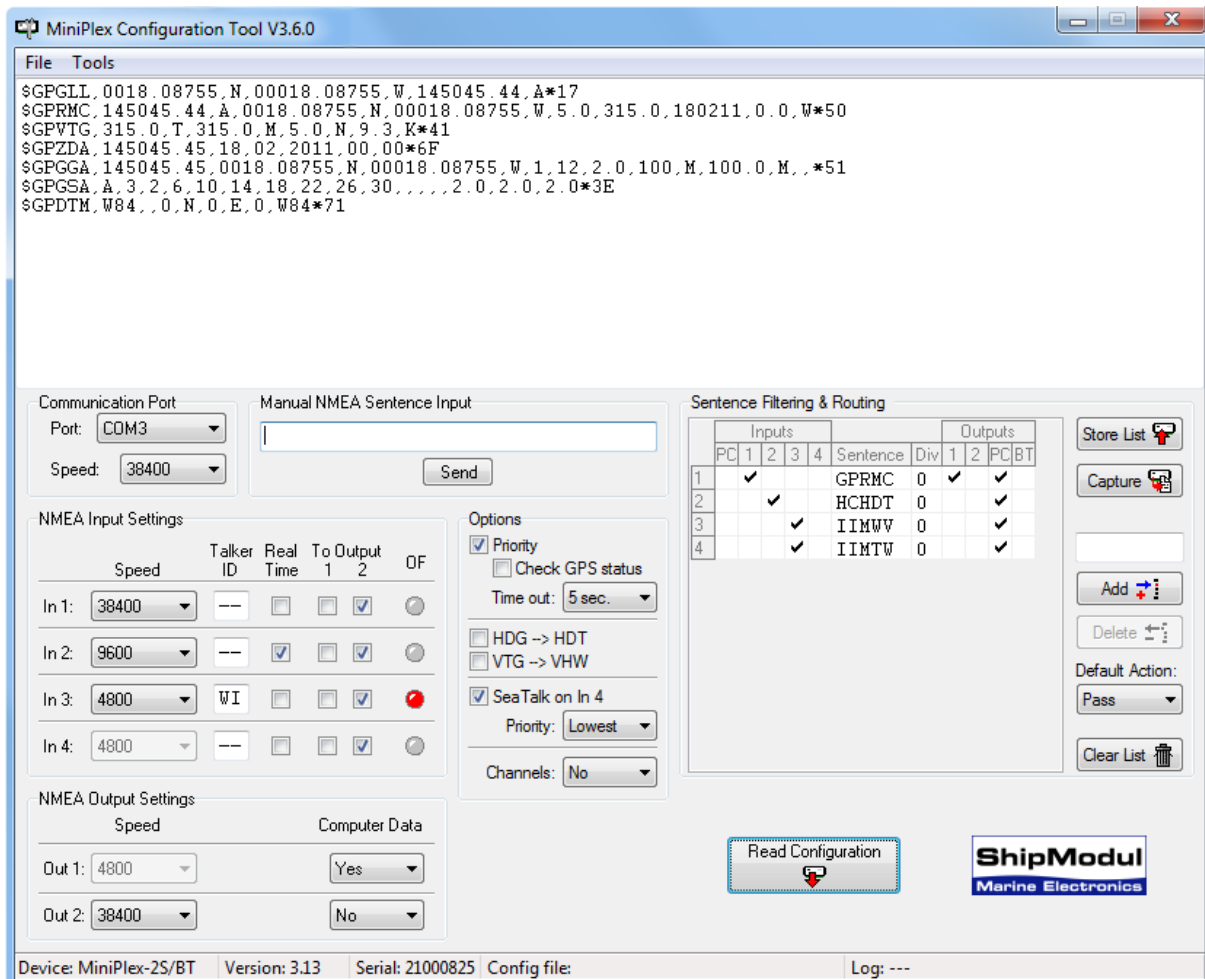 MiniPlex Configuration Tool V3.6.0
File Tools
$GPGLL,0018.08755,N,00018.08755,W,145045.44,A*17
$GPRMC,145045.44,A,0018.08755,N,00018.08755,W,5.0,315.0,180211,0.0,W*50
$GPVTG,315.0,T,315.0,M,5.0,N,9.3,K*41
$GPZDA,145045.45,18,02,2011,00,00*6F
$GPGGA,145045.45,0018.08755,N,00018.08755,W,1,12,2.0,100,M,100.0,M,,*51
$GPGSA,A,3,2,6,10,14,18,22,26,30,,,,,2.0,2.0,2.0*3E
$GPDTM,W84,,0,N,0,E,0,W84*71
Communication Port
Port: COM3
Speed: 38400
Manual NMEA Sentence Input
Send
Sentence Filtering & Routing
Inputs Outputs
PC 1 2 3 4 Sentence Div 1 2 PC BT
1 GPRMC 0
2 HCHDT 0
3 IIMWV 0
4 IIMTW 0
Store List
Capture
Add
Delete
Default Action:
Pass
Clear List
NMEA Input Settings
Speed Talker ID Real Time To Output 1 2 OF
In 1: 38400 --
In 2: 9600 --
In 3: 4800 WI
In 4: 4800 --
Options
Priority
Check GPS status
Time out: 5 sec.
HDG --> HDT
VTG --> VHW
SeaTalk on In 4
Priority: Lowest
Channels: No
NMEA Output Settings
Speed Computer Data
Out 1: 4800 Yes
Out 2: 38400 No
Read Configuration
ShipModul
Marine Electronics
Device: MiniPlex-2S/BT Version: 3.13 Serial: 21000825 Config file: Log: ---